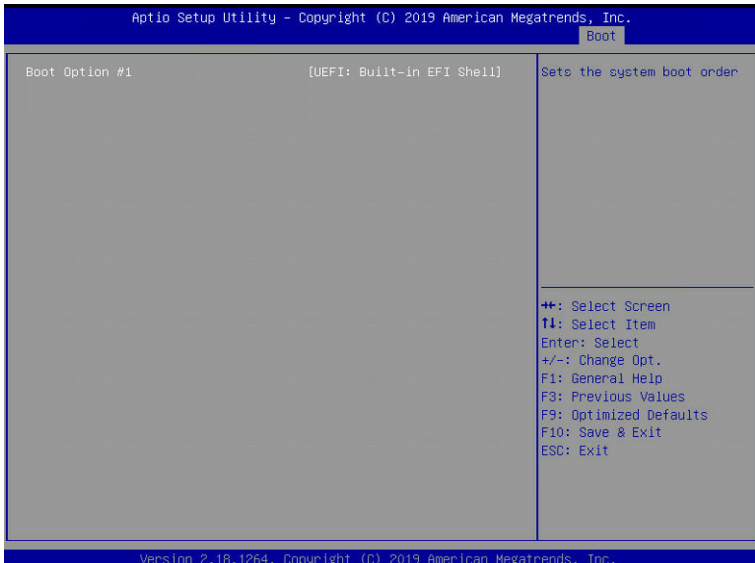 Aptio Setup Utility – Copyright (C) 2019 American Megatrends, Inc.
Boot
Boot Option #1 [UEFI: Built-in EFI Shell]
Sets the system boot order
→←: Select Screen
↑↓: Select Item
Enter: Select
+/-: Change Opt.
F1: General Help
F3: Previous Values
F9: Optimized Defaults
F10: Save & Exit
ESC: Exit
Version 2.18.1264. Copyright (C) 2019 American Megatrends, Inc.